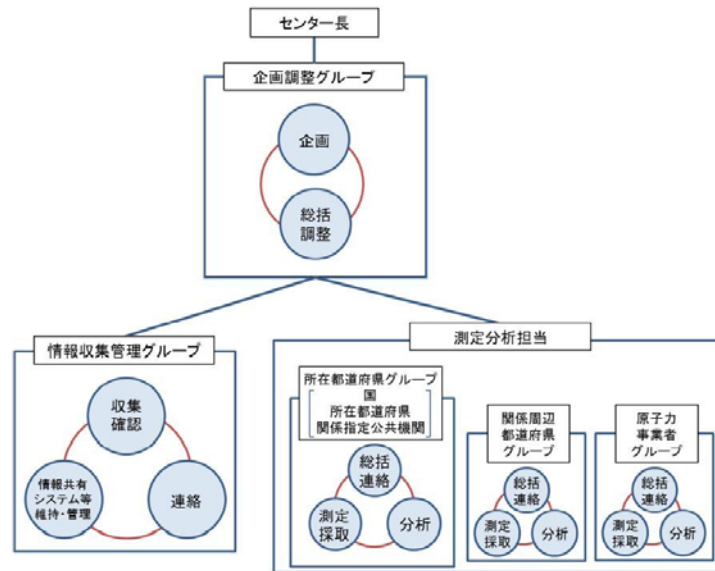 センター長
企画調整グループ
企画
総括
調整
情報収集管理グループ
収集
確認
情報共有
システム等
維持・管理
連絡
測定分析担当
所在都道府県グループ
国
所在都道府県
関係指定公共機関
総括
連絡
測定
採取
分析
関係周辺
都道府県
グループ
総括
連絡
測定
採取
分析
原子力
事業者
グループ
総括
連絡
測定
採取
分析